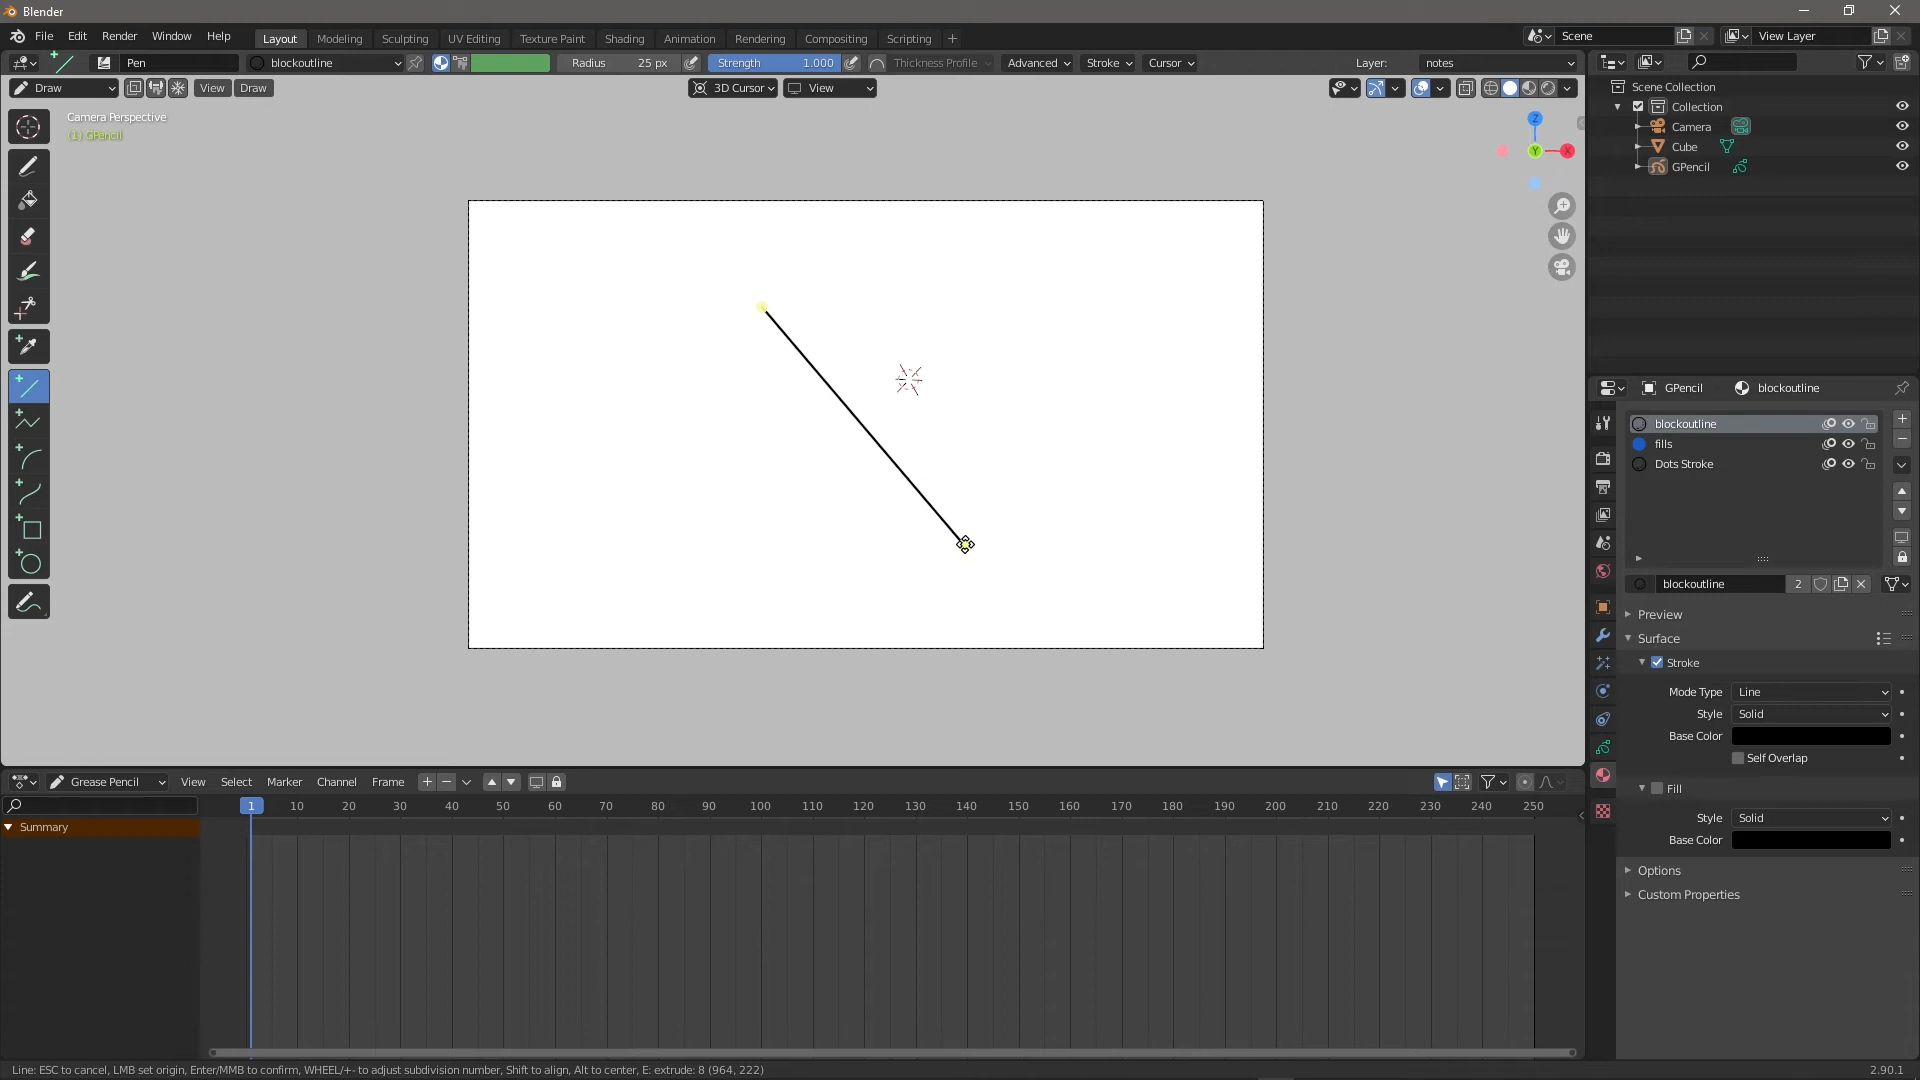 Blender
File Edit Render Window Help Layout Modeling Sculpting UV Editing Texture Paint Shading Animation Rendering Compositing Scripting + Scene View Layer
Pen blockoutline Radius 25 px Strength 1.000 Thickness Profile Advanced Stroke Cursor Layer: notes
Draw View Draw 3D Cursor View
Camera Perspective
(1) GPencil
Z
Y X
Scene Collection
Collection
Camera
Cube
GPencil
GPencil blockoutline
blockoutline
fills
Dots Stroke
blockoutline 2
Preview
Surface
Stroke
Mode Type Line
Style Solid
Base Color
Self Overlap
Fill
Style Solid
Base Color
Options
Custom Properties
Grease Pencil View Select Marker Channel Frame
1 10 20 30 40 50 60 70 80 90 100 110 120 130 140 150 160 170 180 190 200 210 220 230 240 250
Summary
Line: ESC to cancel, LMB set origin, Enter/MMB to confirm, WHEEL/+- to adjust subdivision number, Shift to align, Alt to center, E: extrude: 8 (964, 222) 2.90.1